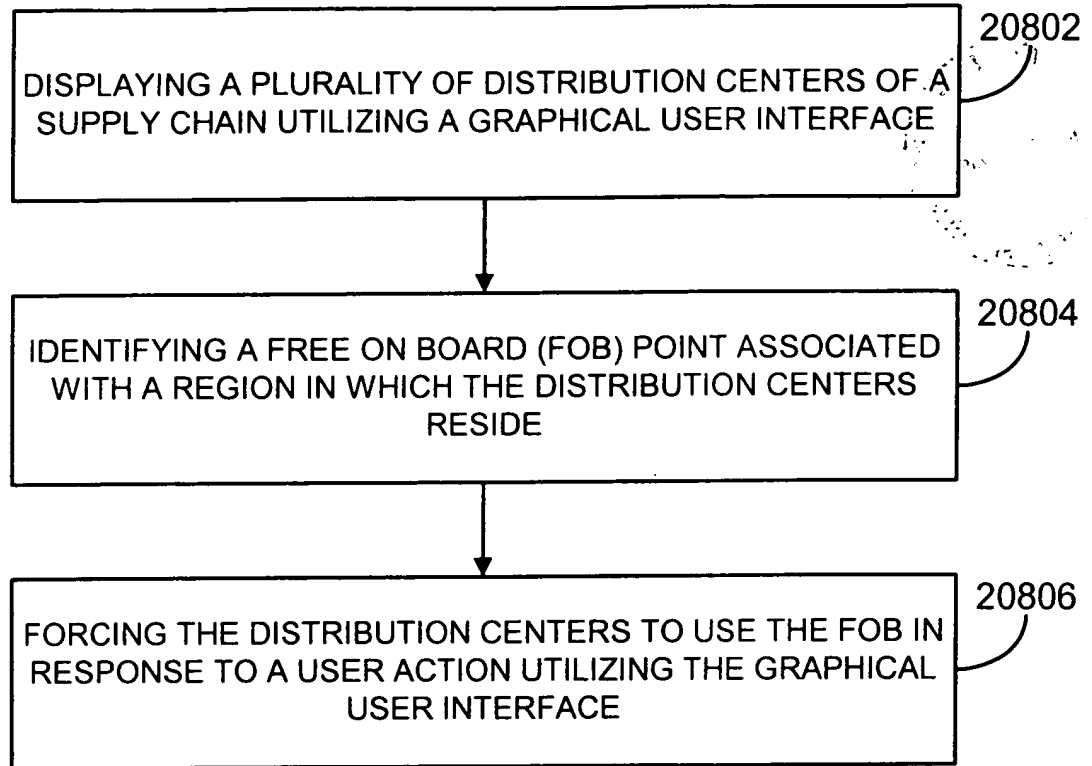 20802
DISPLAYING A PLURALITY OF DISTRIBUTION CENTERS OF A
SUPPLY CHAIN UTILIZING A GRAPHICAL USER INTERFACE
20804
IDENTIFYING A FREE ON BOARD (FOB) POINT ASSOCIATED
WITH A REGION IN WHICH THE DISTRIBUTION CENTERS
RESIDE
20806
FORCING THE DISTRIBUTION CENTERS TO USE THE FOB IN
RESPONSE TO A USER ACTION UTILIZING THE GRAPHICAL
USER INTERFACE